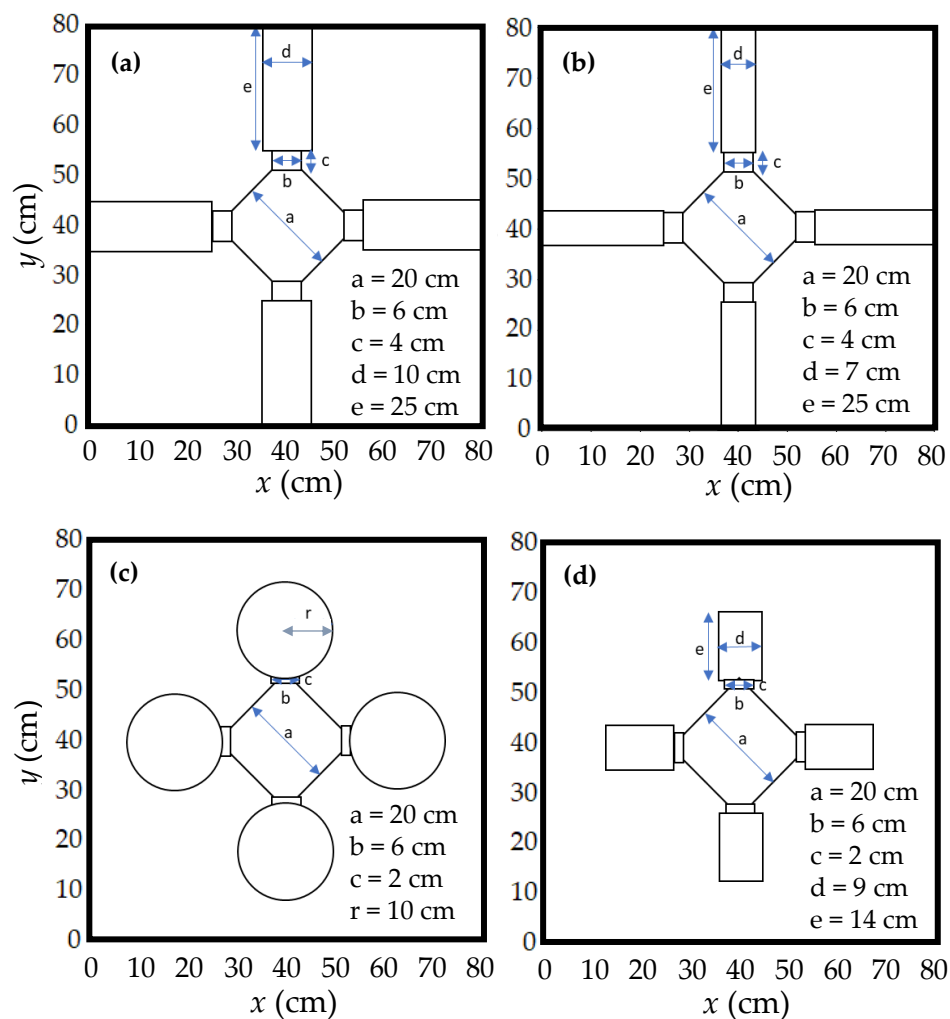 (a)
80
70
60
50
40
30
20
10
0
y (cm)
d
e
c
b
a
a = 20 cm
b = 6 cm
c = 4 cm
d = 10 cm
e = 25 cm
0 10 20 30 40 50 60 70 80
x (cm)
(b)
80
70
60
50
40
30
20
10
0
d
e
c
b
a
a = 20 cm
b = 6 cm
c = 4 cm
d = 7 cm
e = 25 cm
0 10 20 30 40 50 60 70 80
x (cm)
(c)
80
70
60
50
40
30
20
10
0
y (cm)
r
c
b
a
a = 20 cm
b = 6 cm
c = 2 cm
r = 10 cm
0 10 20 30 40 50 60 70 80
x (cm)
(d)
80
70
60
50
40
30
20
10
0
d
e
c
b
a
a = 20 cm
b = 6 cm
c = 2 cm
d = 9 cm
e = 14 cm
0 10 20 30 40 50 60 70 80
x (cm)